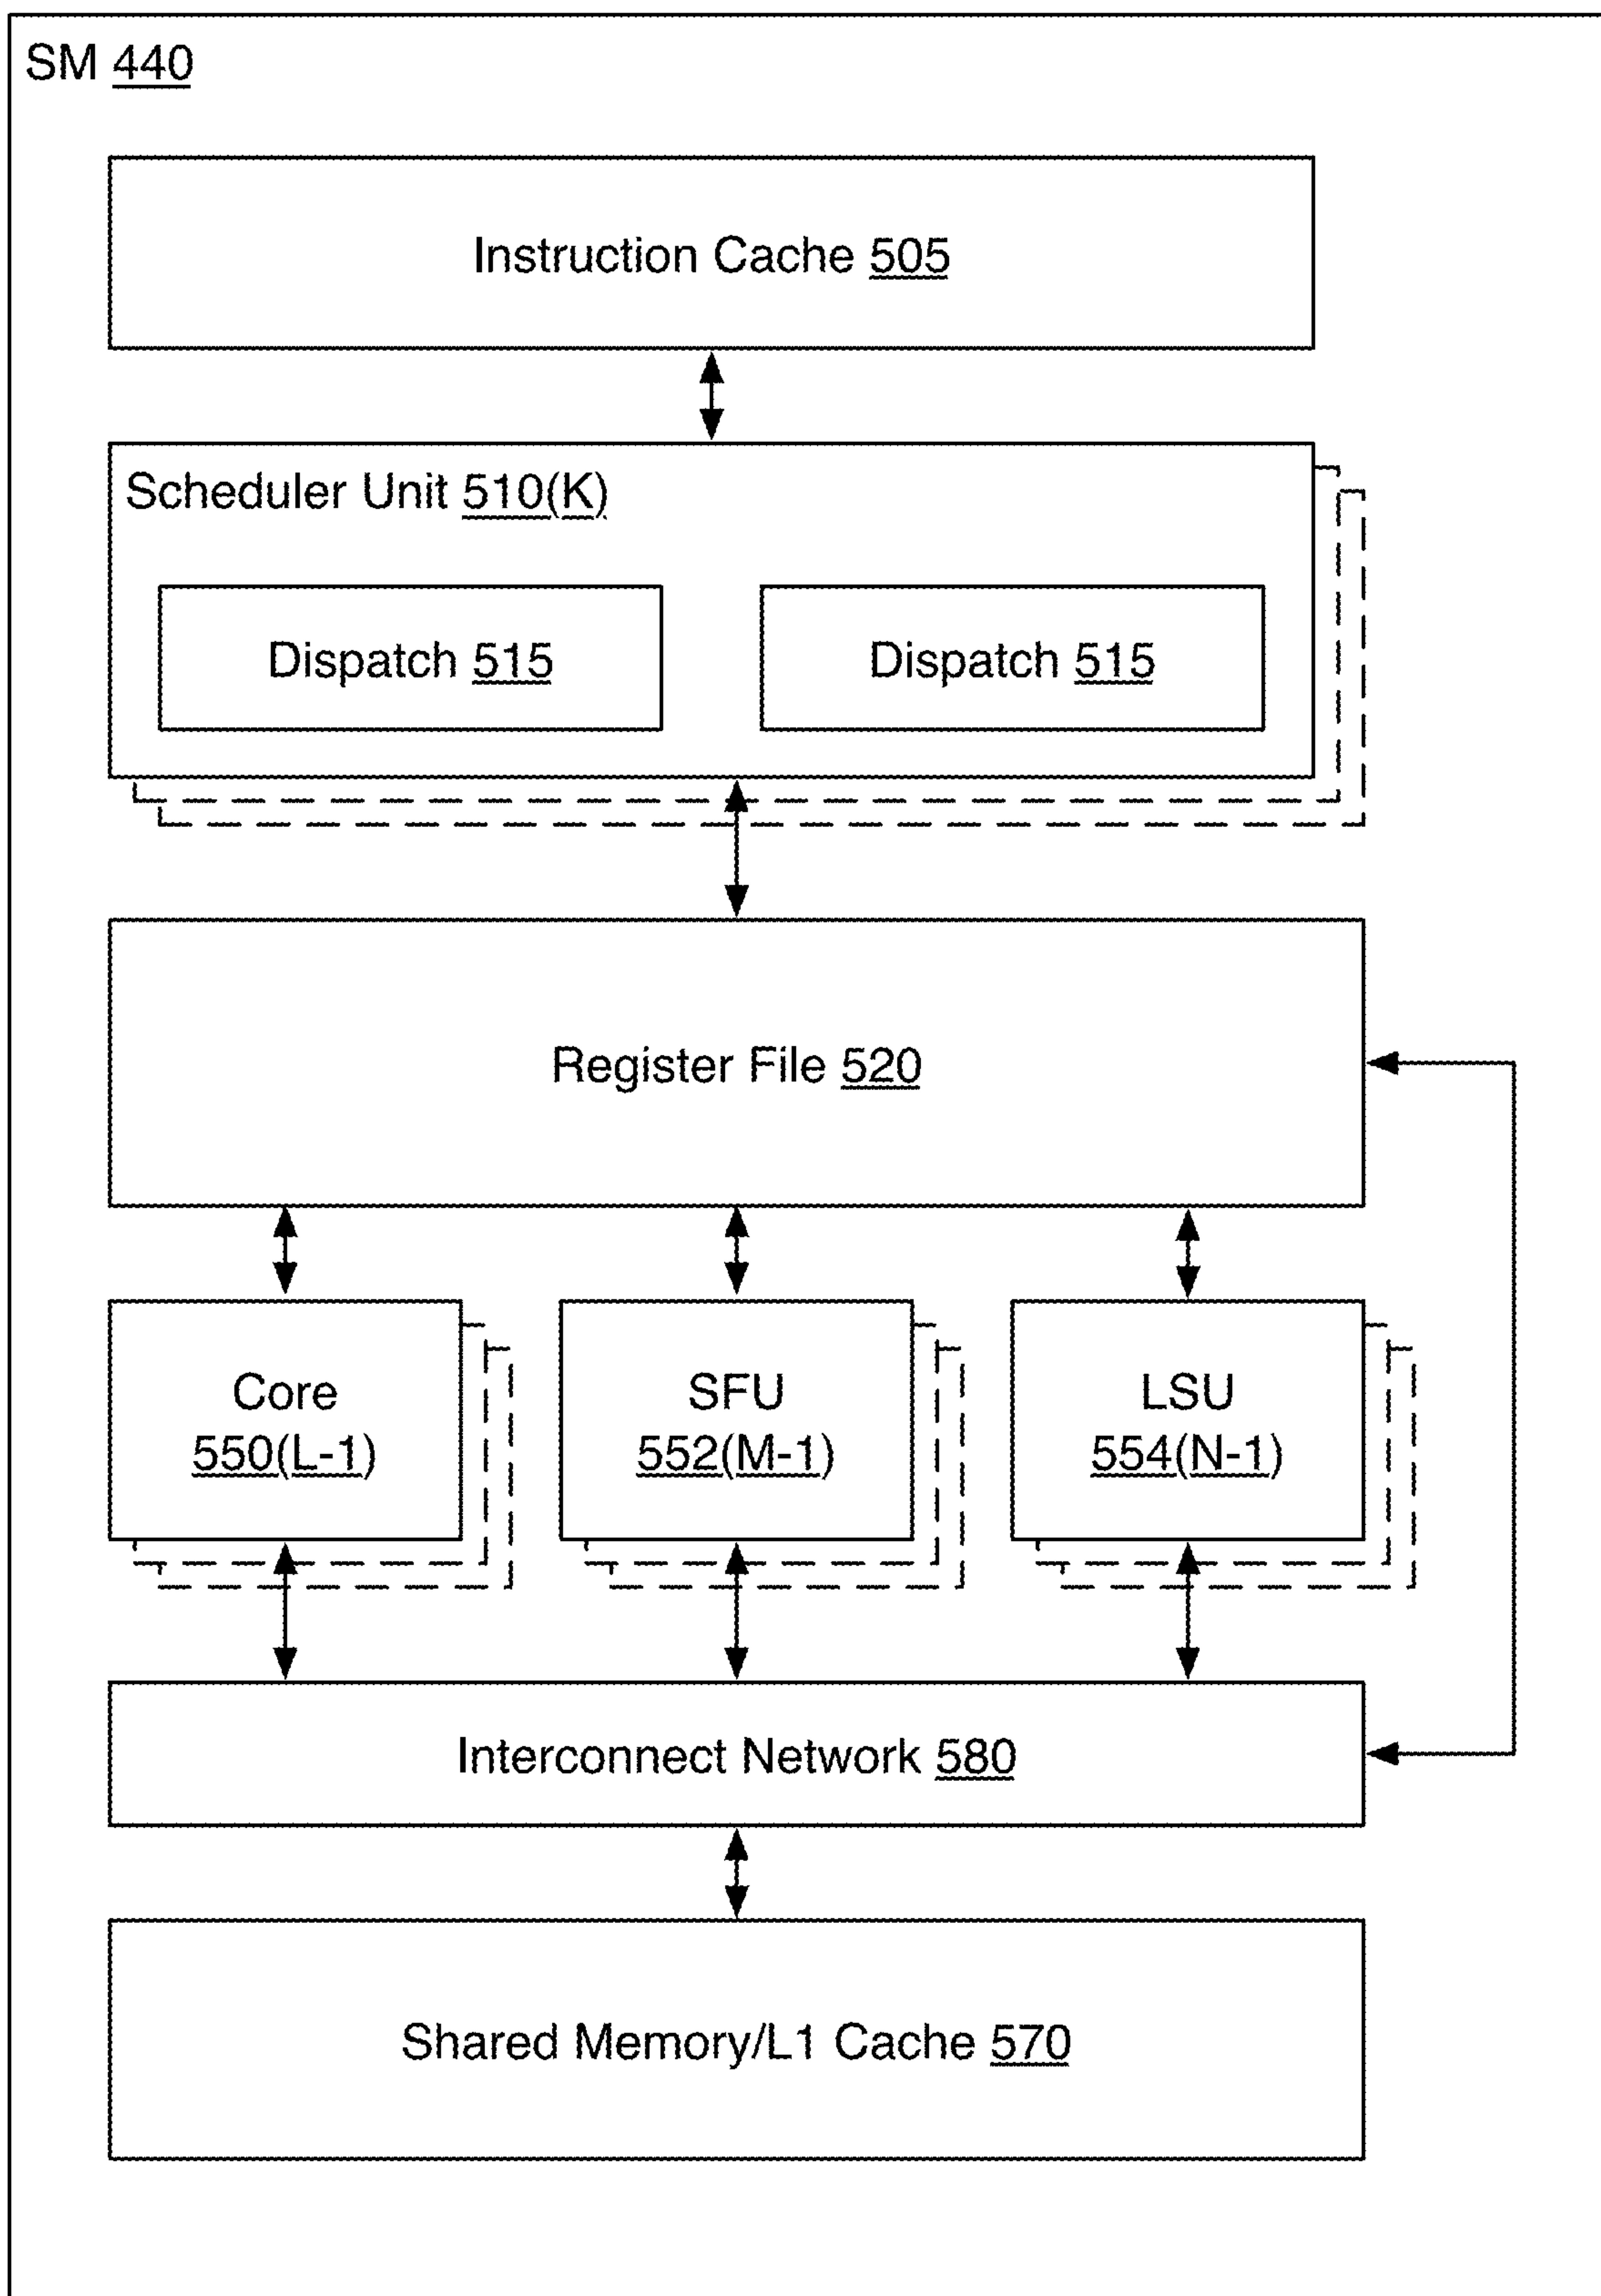 SM 440
Instruction Cache 505
Scheduler Unit 510(K)
Dispatch 515
Dispatch 515
Register File 520
Core
550(L-1)
SFU
552(M-1)
LSU
554(N-1)
Interconnect Network 580
Shared Memory/L1 Cache 570